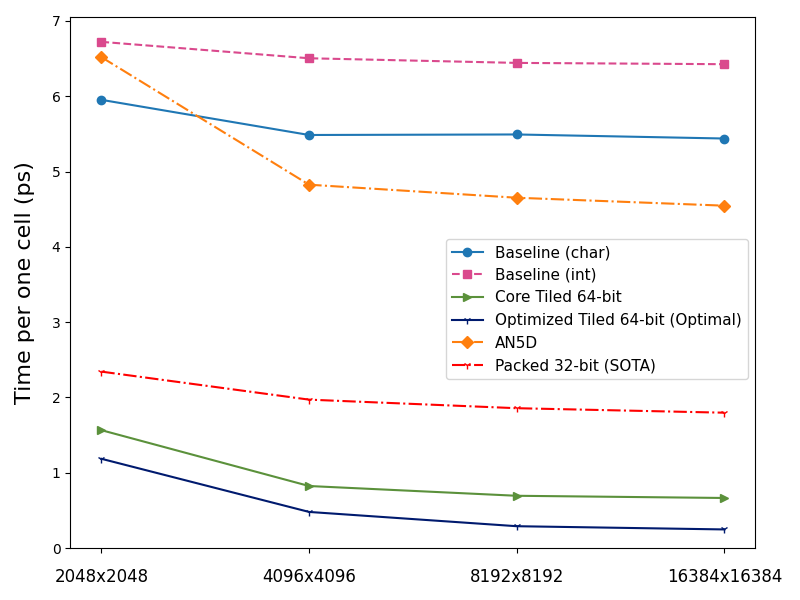 Time per one cell (ps)
7
6
5
4
3
2
1
0
Baseline (char)
Baseline (int)
Core Tiled 64-bit
Optimized Tiled 64-bit (Optimal)
AN5D
Packed 32-bit (SOTA)
2048x2048
4096x4096
8192x8192
16384x16384